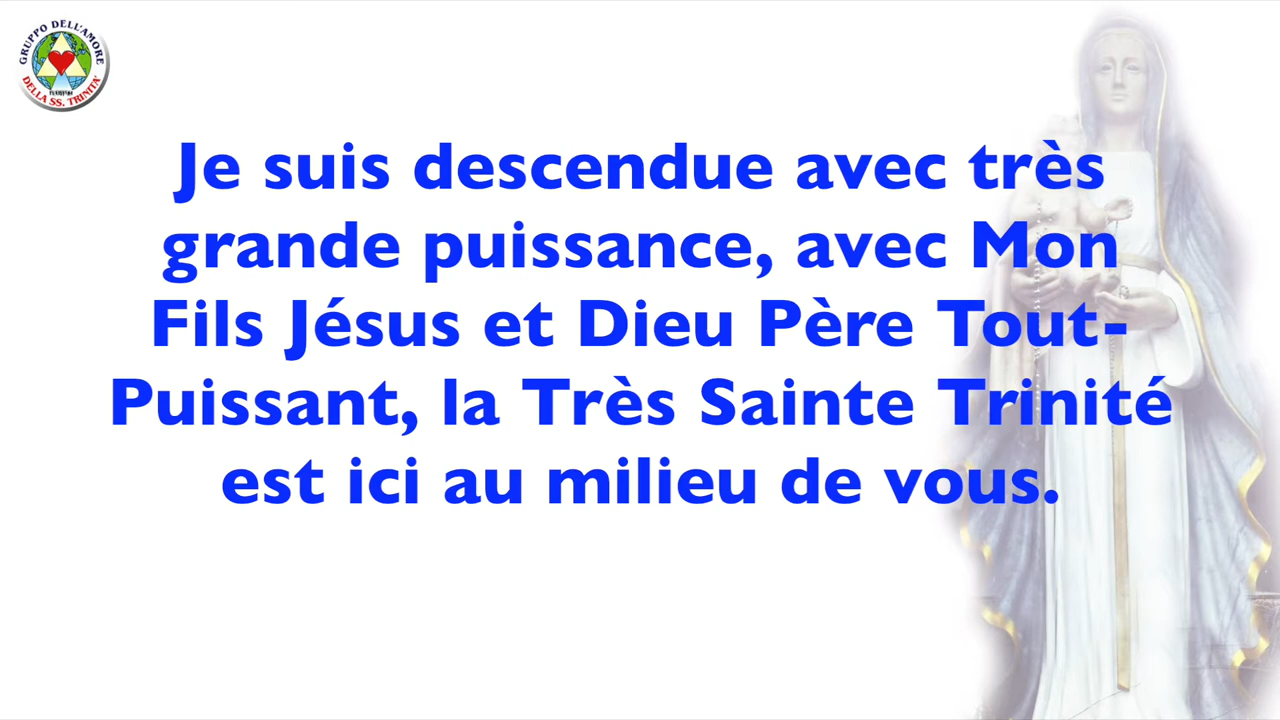 GRUPPO DELL'AMORE
DELLA SS. TRINITA'
Je suis descendue avec très
grande puissance, avec Mon
Fils Jésus et Dieu Père Tout-
Puissant, la Très Sainte Trinité
est ici au milieu de vous.